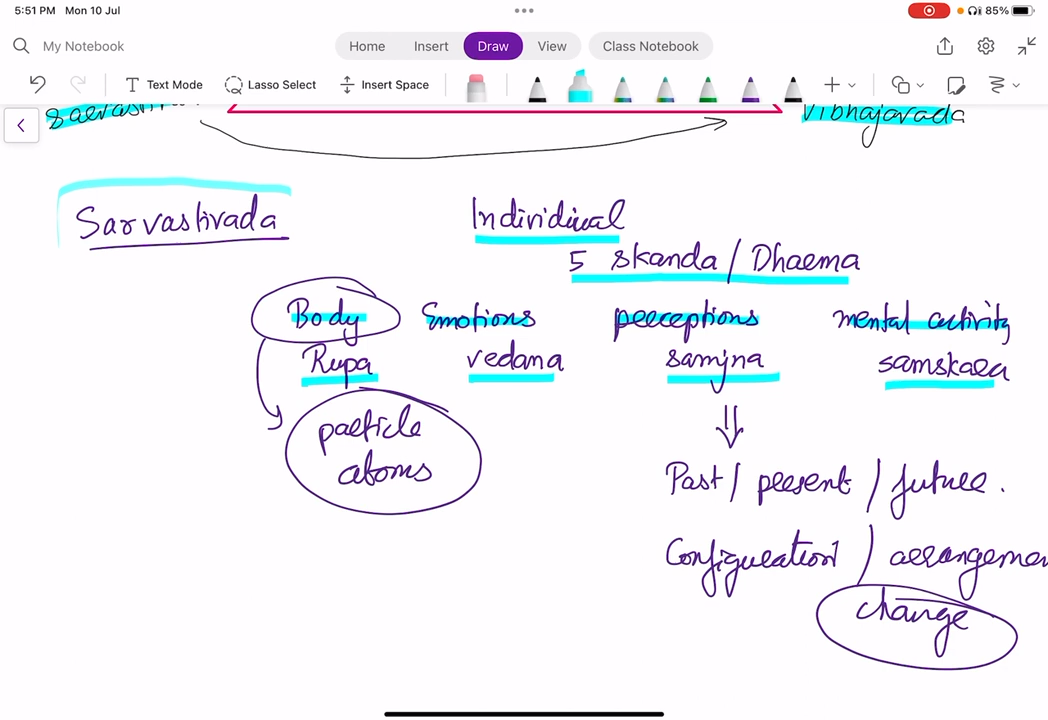 5:51 PM Mon 10 Jul
85%
My Notebook
Home Insert Draw View Class Notebook
Text Mode Lasso Select Insert Space
Vibhajavada
Sarvastivada
Individual
5 skanda / Dharma
Body Emotions perceptions mental activity
Rupa vedana samjna samskara
particle
atoms
Past / present / future.
Configuration / arrangemen
change